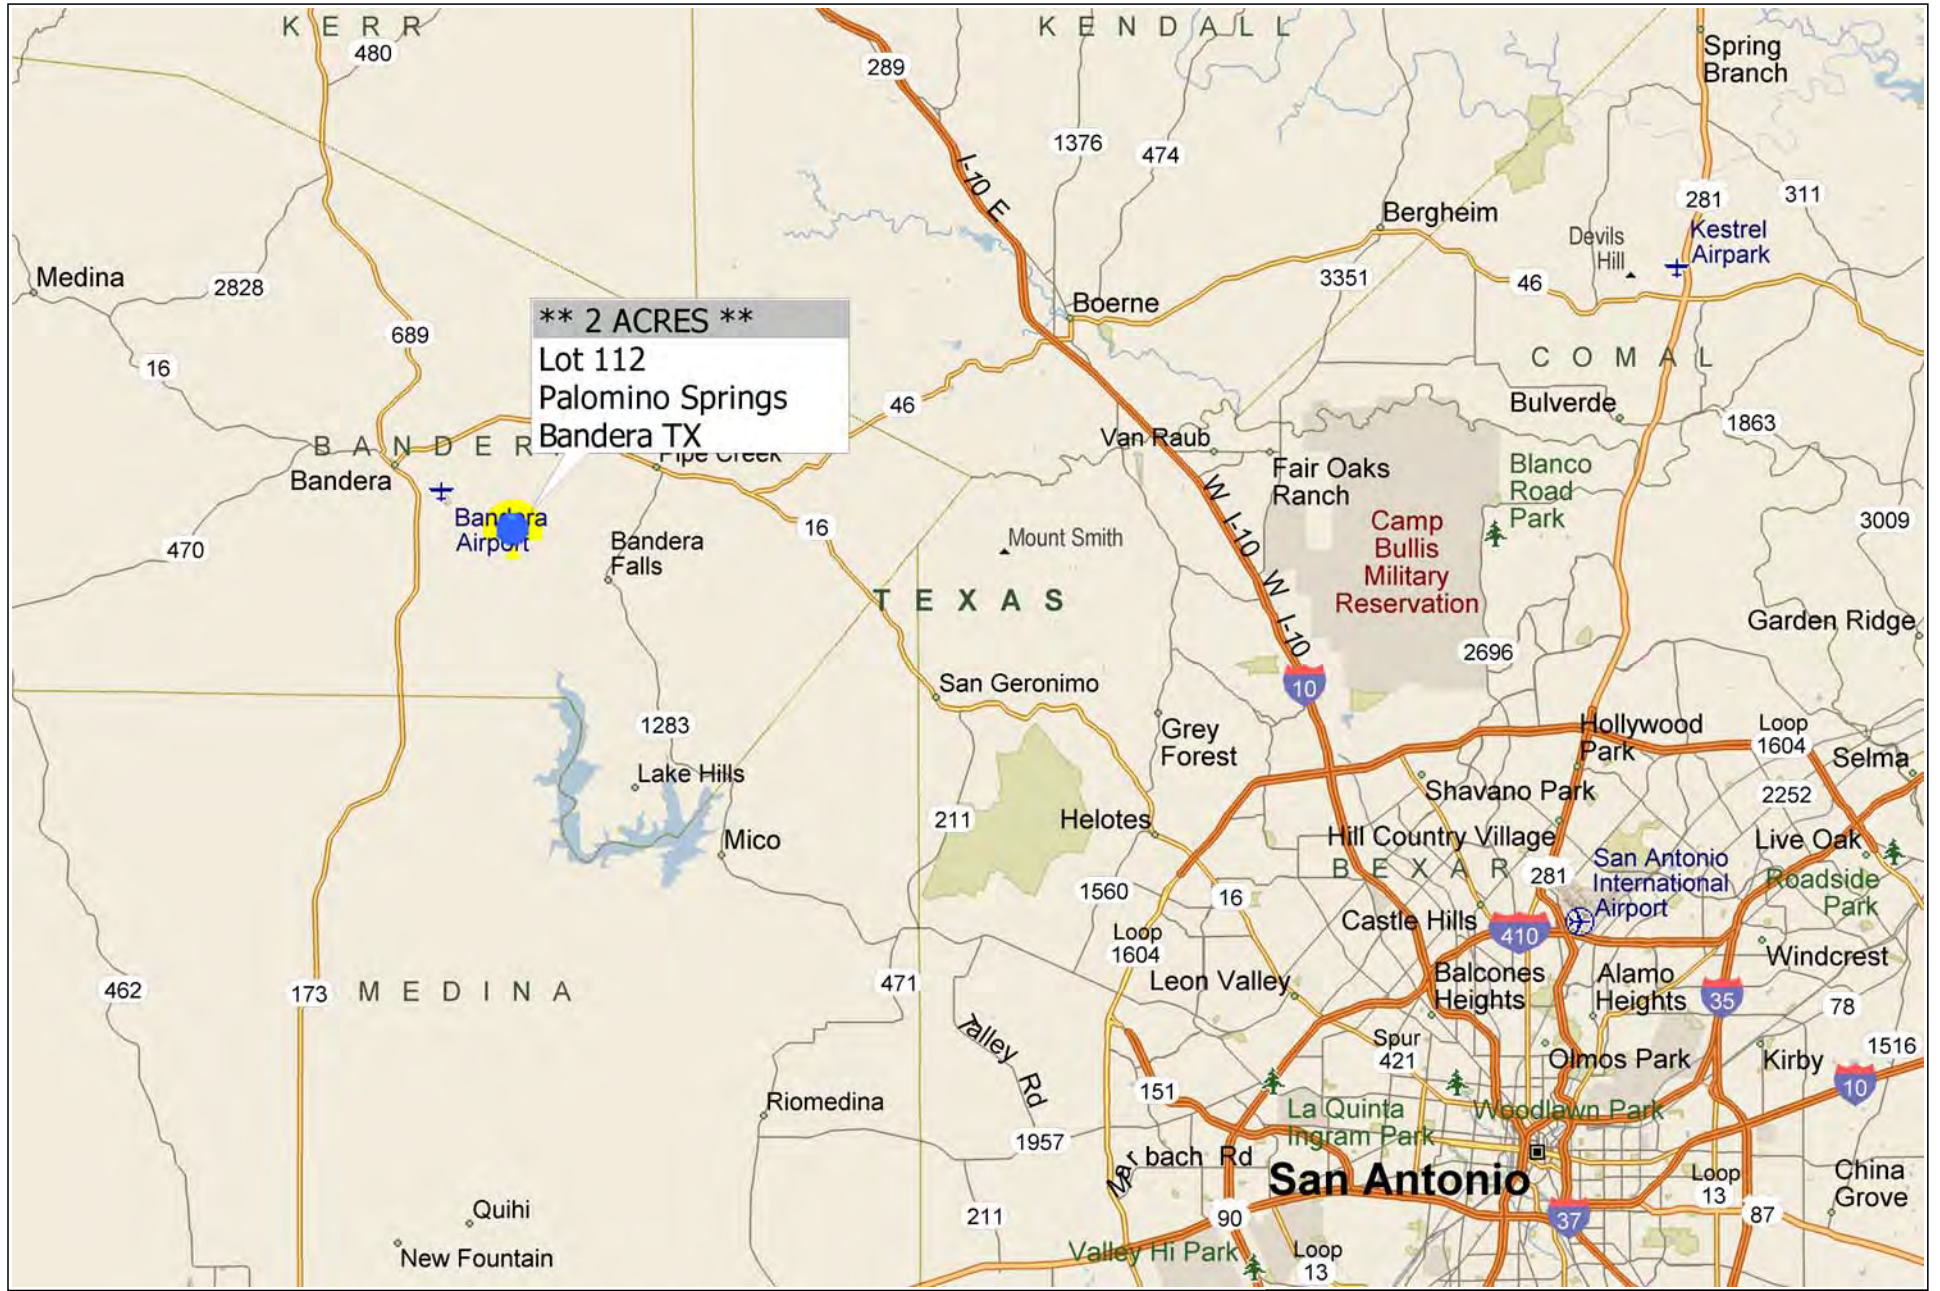 KERR
480
KENDALL
289
Spring
Branch
1376
474
I-10 E
281
311
Bergheim
Kestrel
Airpark
Devils
Hill
Medina
2828
3351
46
Boerne
** 2 ACRES **
Lot 112
Palomino Springs
Bandera TX
689
16
COMAL
46
Bulverde
1863
BANDER
Van Raub
Pipe Creek
Bandera
Fair Oaks
Ranch
Blanco
Road
Park
W I-10
Bandera
Airport
16
Camp
Bullis
Military
Reservation
3009
470
Bandera
Falls
Mount Smith
W I-10
TEXAS
Garden Ridge
2696
San Geronimo
10
1283
Grey
Forest
Hollywood
Park
Loop
1604
Selma
Lake Hills
Shavano Park
2252
211
Helotes
Mico
Hill Country Village
Live Oak
BEXAR
281
San Antonio
International
Airport
Roadside
Park
1560
16
Castle Hills
410
Loop
1604
Windcrest
Leon Valley
Balcones
Heights
Alamo
Heights
471
462
173
MEDINA
35
78
Talley Rd
Spur
421
Olmos Park
Kirby
1516
10
151
Riomedina
La Quinta
Ingram Park
Woodlawn Park
1957
Marbach Rd
San Antonio
Loop
13
China
Grove
Quihi
211
90
37
87
New Fountain
Valley Hi Park
Loop
13